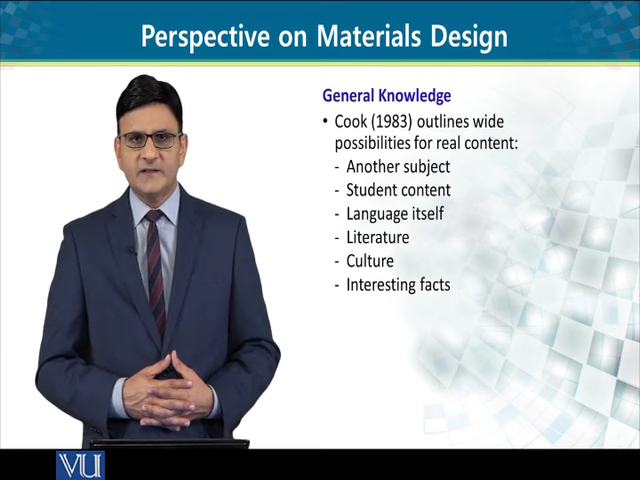 Perspective on Materials Design
General Knowledge
• Cook (1983) outlines wide
possibilities for real content:
- Another subject
- Student content
- Language itself
- Literature
- Culture
- Interesting facts
VU